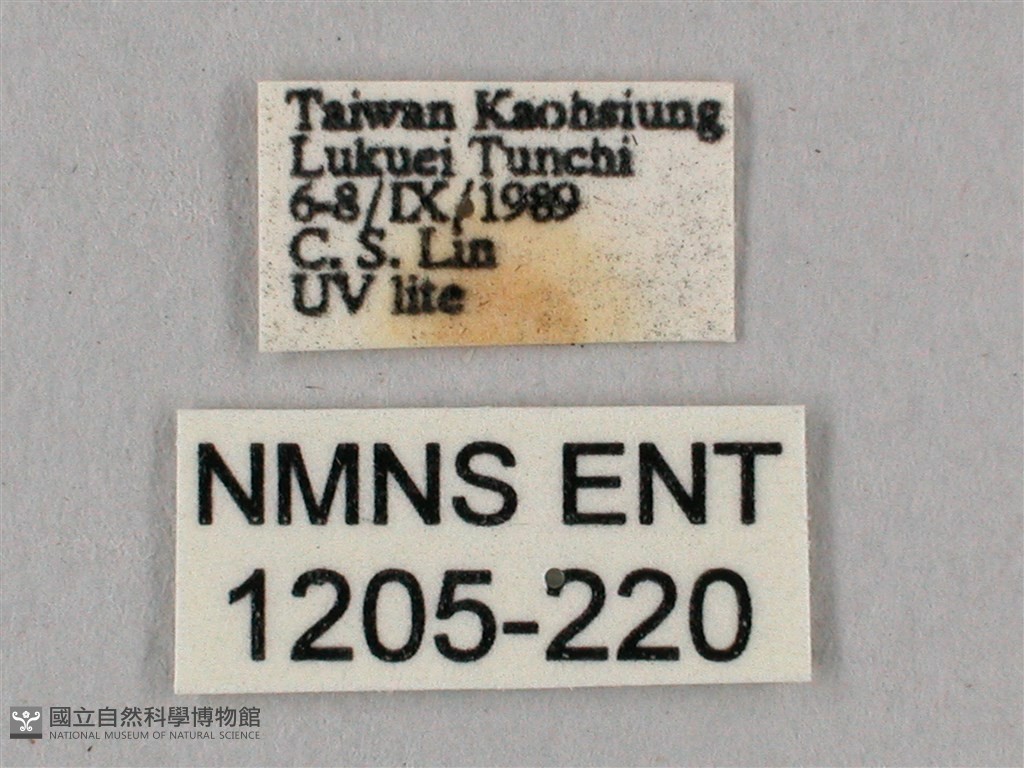 Taiwan Kaohsiung
Lukuei Tunchi
6-8/IX/1989
C. S. Lin
UV lite
NMNS ENT
1205-220
國立自然科學博物館
NATIONAL MUSEUM OF NATURAL SCIENCE